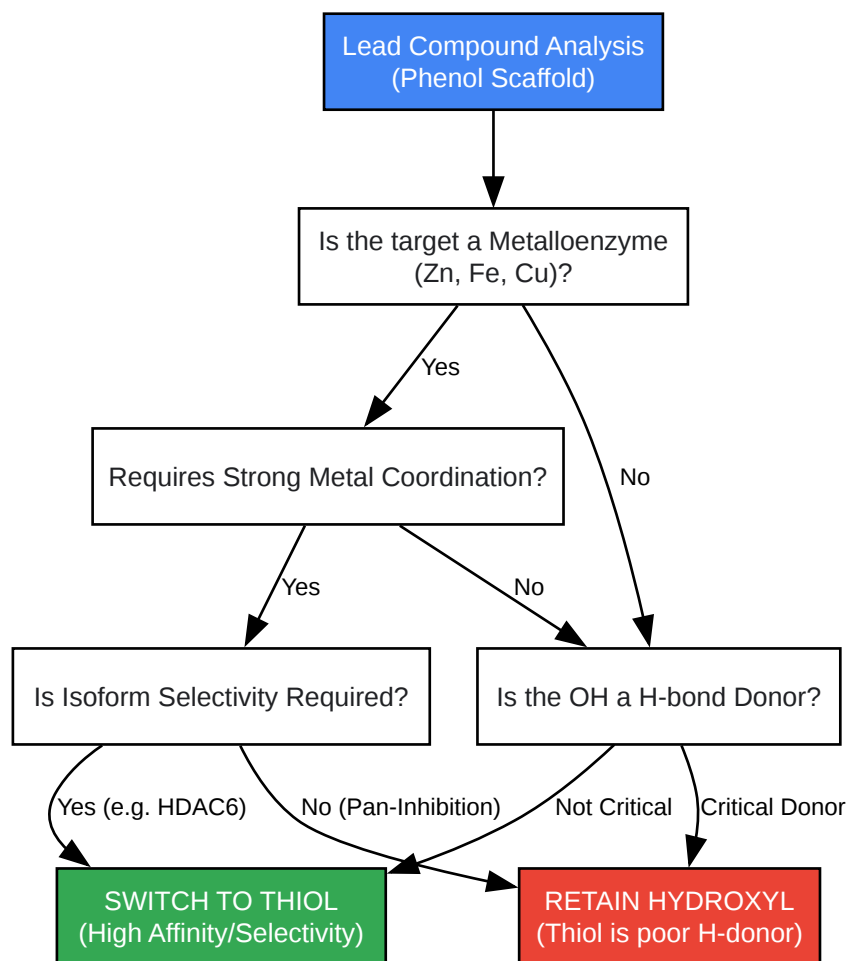 Lead Compound Analysis
(Phenol Scaffold)
Is the target a Metalloenzyme
(Zn, Fe, Cu)?
Yes
Requires Strong Metal Coordination?
No
Yes
No
Is Isoform Selectivity Required?
Is the OH a H-bond Donor?
Yes (e.g. HDAC6)
No (Pan-Inhibition)
Not Critical
Critical Donor
SWITCH TO THIOL
(High Affinity/Selectivity)
RETAIN HYDROXYL
(Thiol is poor H-donor)